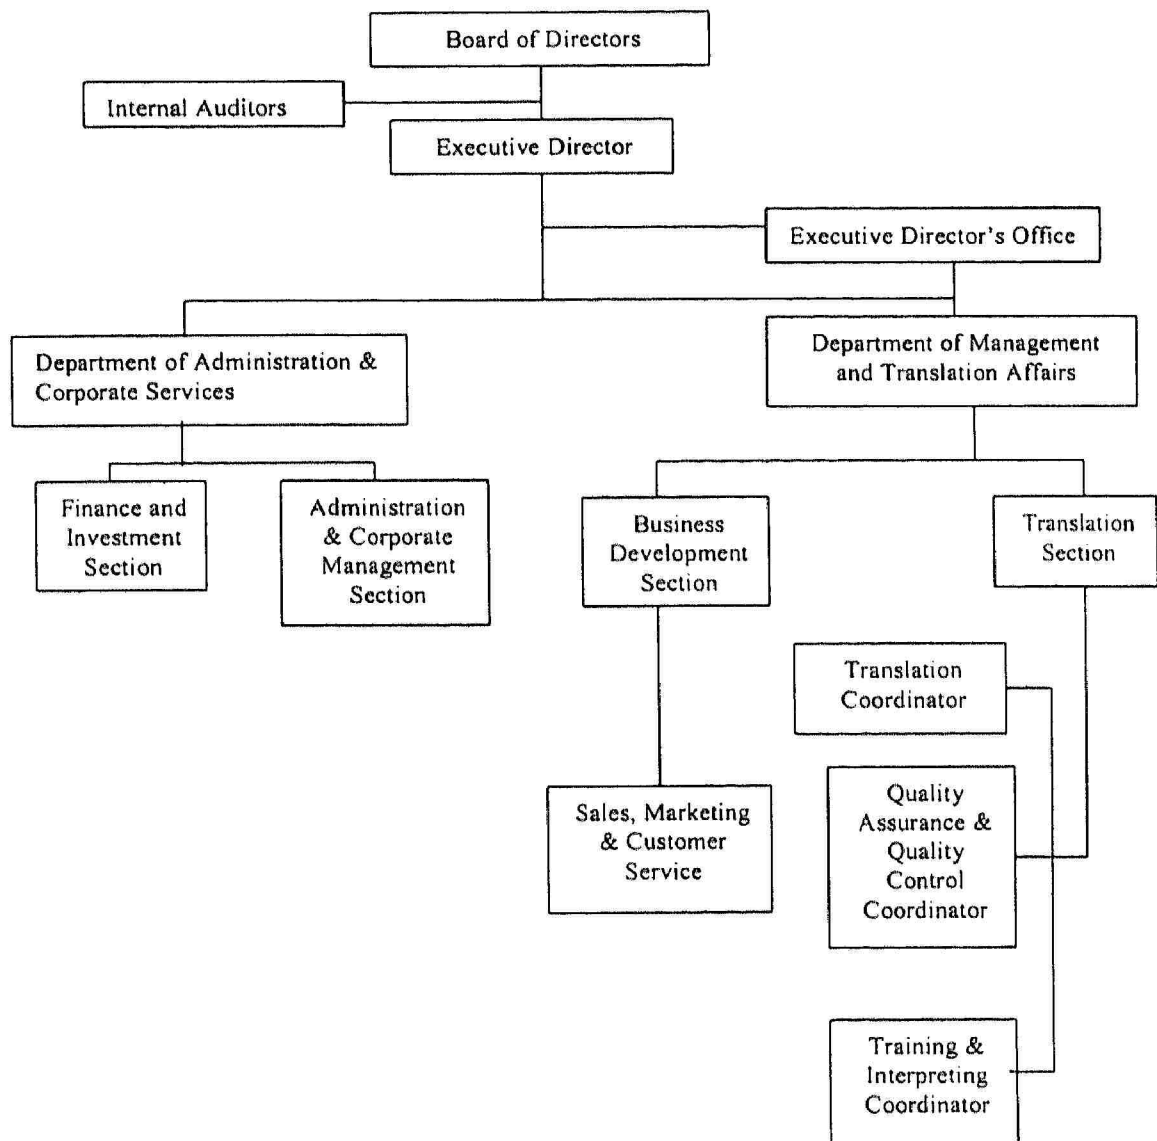 Board of Directors
Internal Auditors
Executive Director
Executive Director's Office
Department of Administration &
Corporate Services
Department of Management
and Translation Affairs
Finance and
Investment
Section
Administration
& Corporate
Management
Section
Business
Development
Section
Translation
Section
Translation
Coordinator
Sales, Marketing
& Customer
Service
Quality
Assurance &
Quality
Control
Coordinator
Training &
Interpreting
Coordinator